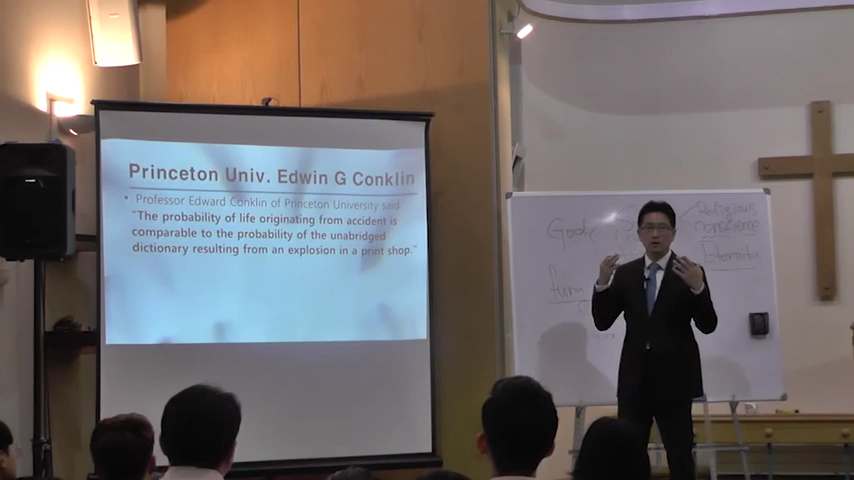 Princeton Univ. Edwin G Conklin
• Professor Edward Conklin of Princeton University said
"The probability of life originating from accident is
comparable to the probability of the unabridged
dictionary resulting from an explosion in a print shop."
Religious
conscience
Eternity